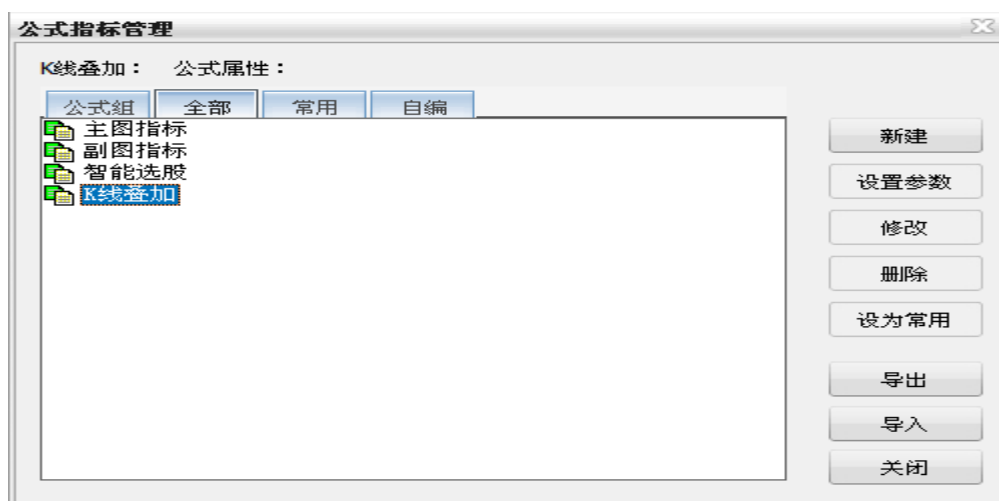 公式指标管理
K线叠加： 公式属性：
公式组 全部 常用 自编
主图指标
副图指标
智能选股
K线叠加
新建
设置参数
修改
删除
设为常用
导出
导入
关闭